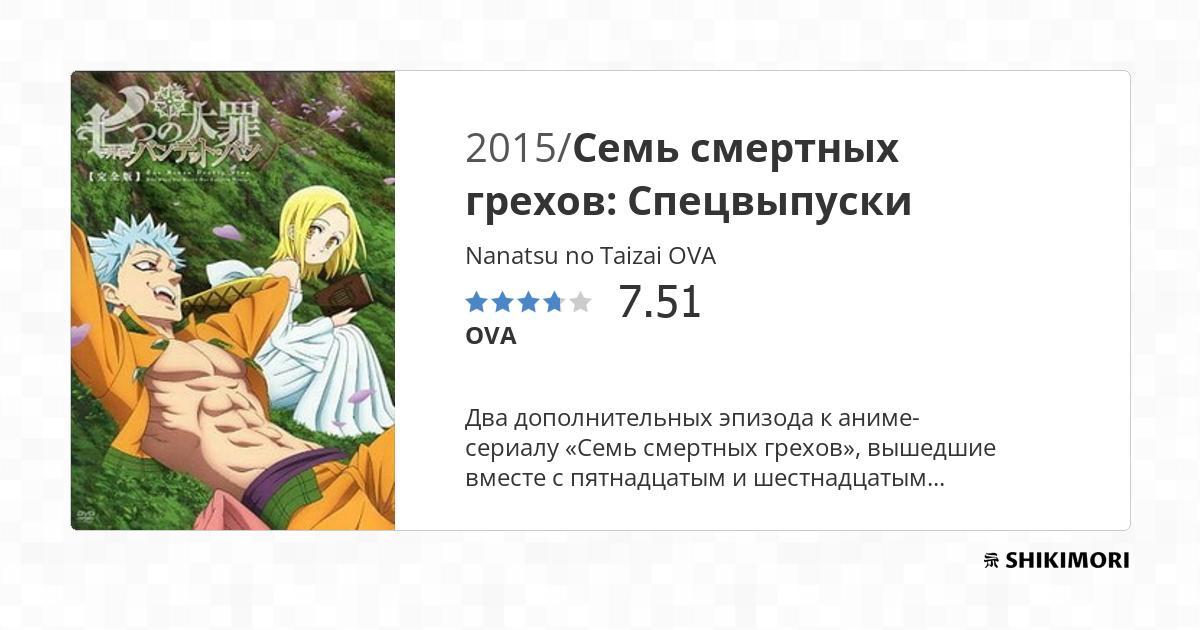 七つの大罪
バンデット・バン
【完全版】
2015/Семь смертных
грехов: Спецвыпуски
Nanatsu no Taizai OVA
7.51
OVA
Два дополнительных эпизода к аниме-
сериалу «Семь смертных грехов», вышедшие
вместе с пятнадцатым и шестнадцатым...
DVD
SHIKIMORI